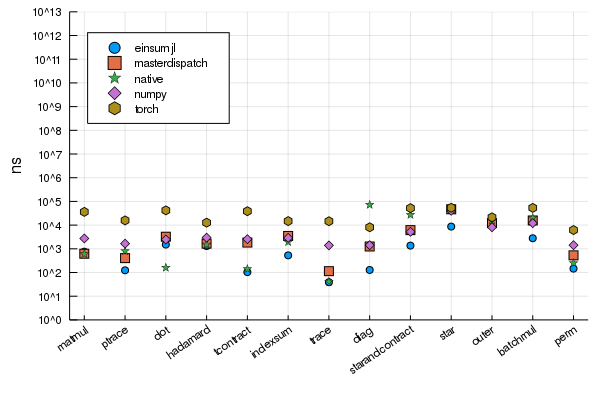 10^13
10^12
10^11
10^10
10^9
10^8
10^7
10^6
10^5
10^4
10^3
10^2
10^1
10^0
ns
einsumjl
masterdispatch
native
numpy
torch
matmul
ptrace
dot
hadamard
tcontract
indexsum
trace
diag
starandcontract
star
outer
batchmul
perm